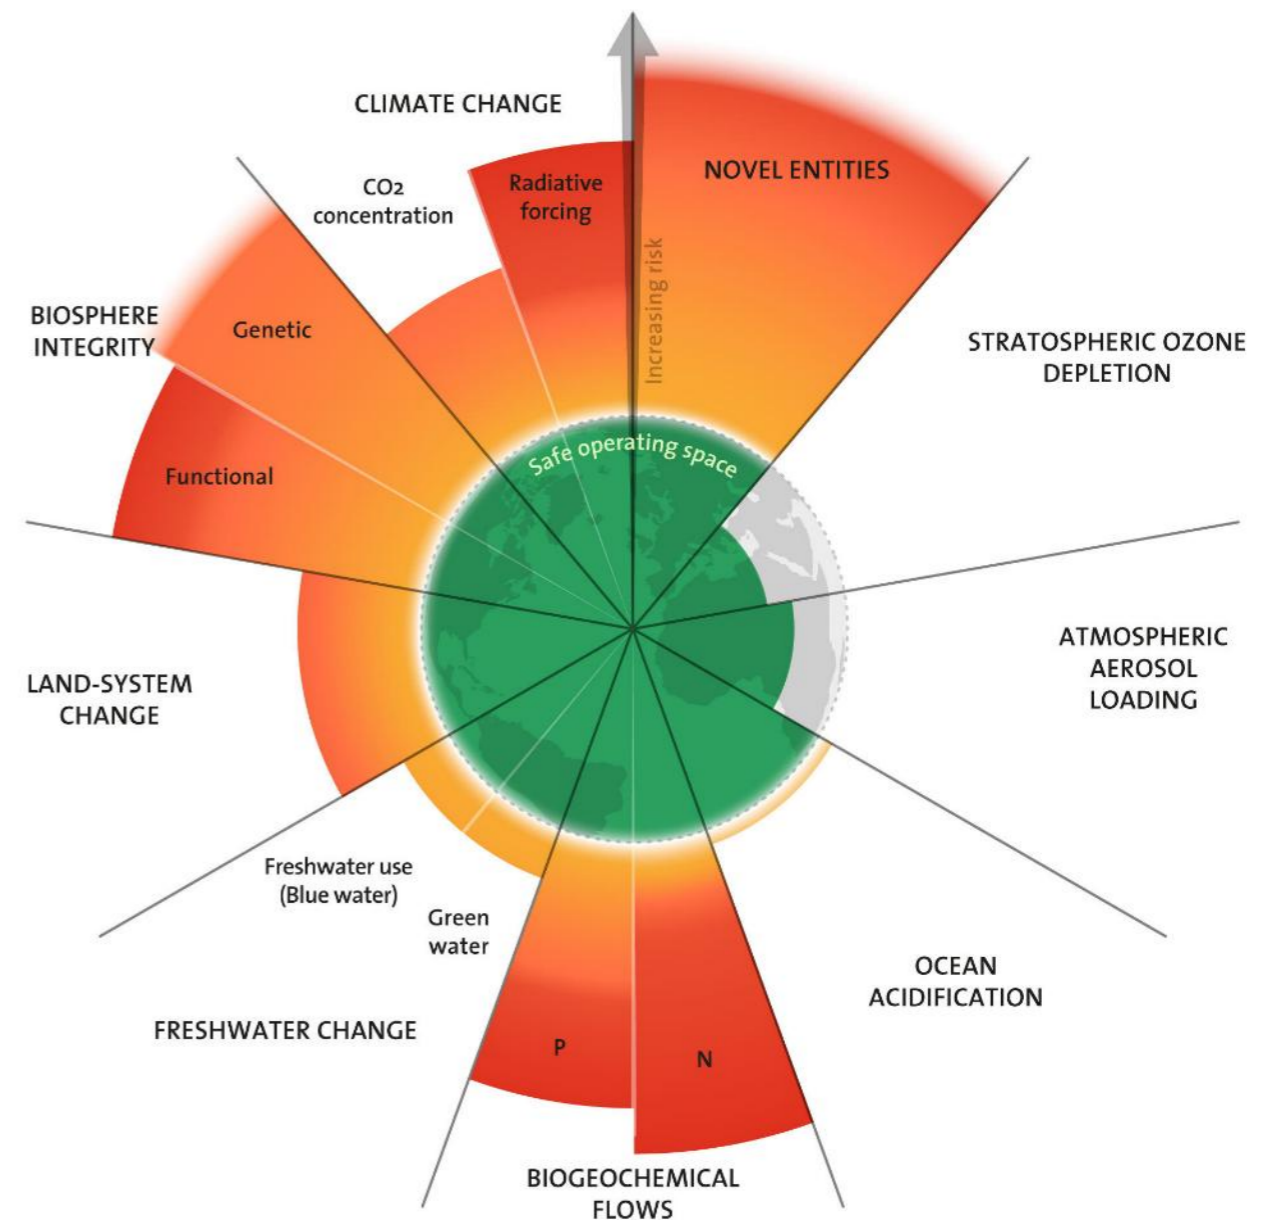 CLIMATE CHANGE
CO2
concentration
Radiative
forcing
NOVEL ENTITIES
Increasing risk
BIOSPHERE
INTEGRITY
Genetic
Functional
STRATOSPHERIC OZONE
DEPLETION
Safe operating space
LAND-SYSTEM
CHANGE
ATMOSPHERIC
AEROSOL
LOADING
Freshwater use
(Blue water)
Green
water
FRESHWATER CHANGE
OCEAN
ACIDIFICATION
P
N
BIOGEOCHEMICAL
FLOWS